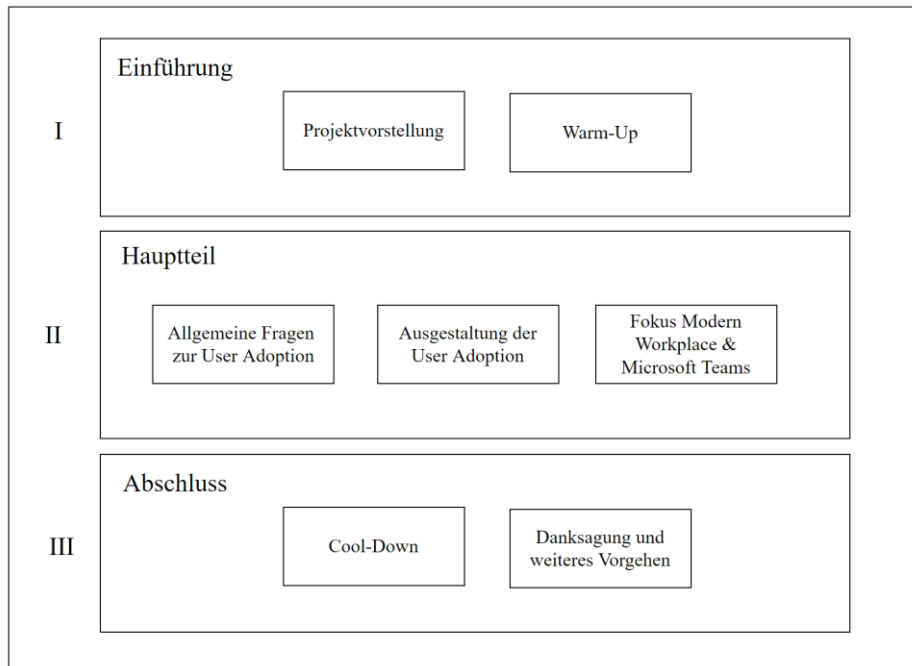 Einführung
I
Projektvorstellung
Warm-Up
Hauptteil
II
Allgemeine Fragen
zur User Adoption
Ausgestaltung der
User Adoption
Fokus Modern
Workplace &
Microsoft Teams
Abschluss
III
Cool-Down
Danksagung und
weiteres Vorgehen